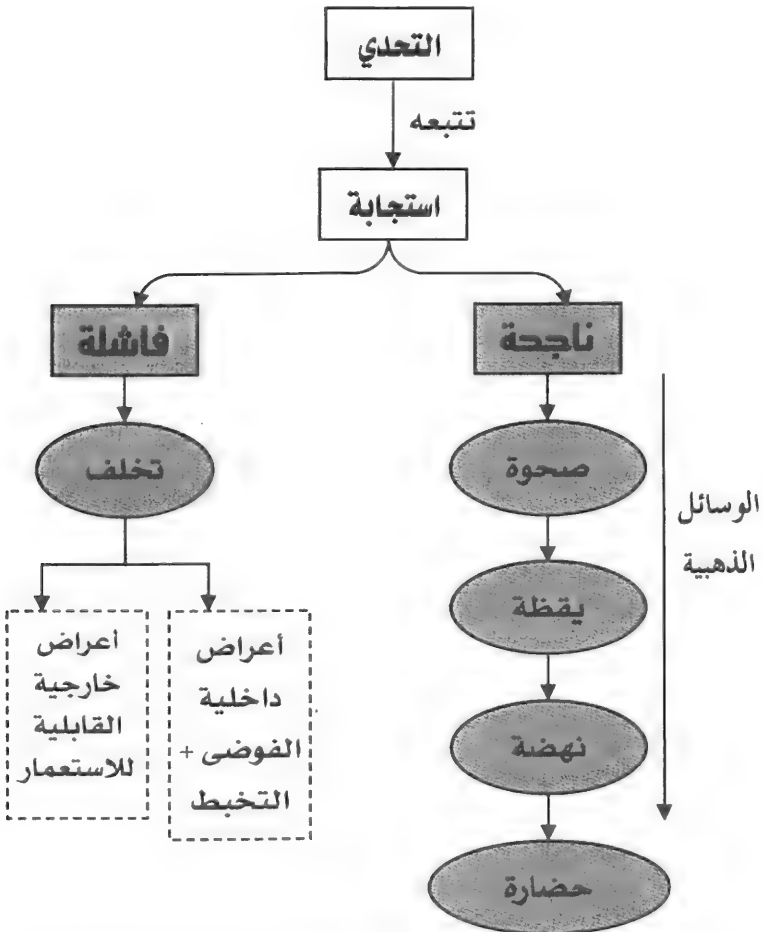 التحدي
تتبعه
استجابة
ناجحة
فاشلة
صحوة
تخلف
الوسائل
الذهبية
يقظة
أعراض
داخلية
الفوضى +
التخبط
أعراض
خارجية
القابلية
للاستعمار
نهضة
حضارة